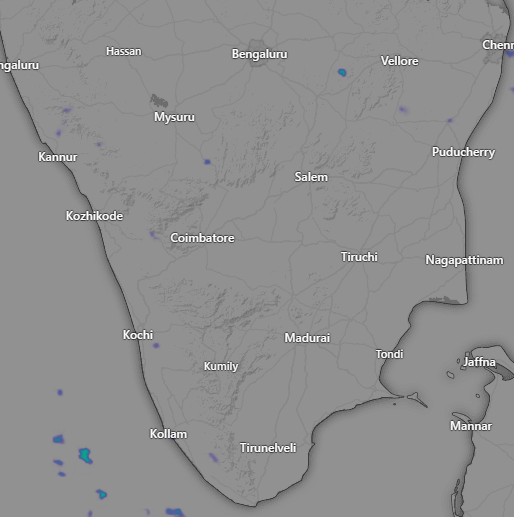 Hassan
Bengaluru
Chenn
ngaluru
Vellore
Mysuru
Kannur
Puducherry
Salem
Kozhikode
Coimbatore
Tiruchi
Nagapattinam
Kochi
Madurai
Tondi
Kumily
Jaffna
Kollam
Mannar
Tirunelveli